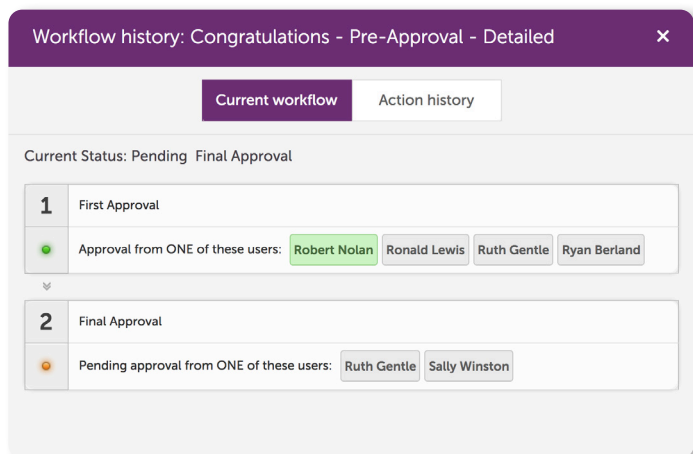 Workflow history: Congratulations - Pre-Approval - Detailed ×
Current workflow Action history
Current Status: Pending Final Approval
1 First Approval
Approval from ONE of these users: Robert Nolan Ronald Lewis Ruth Gentle Ryan Berland
2 Final Approval
Pending approval from ONE of these users: Ruth Gentle Sally Winston